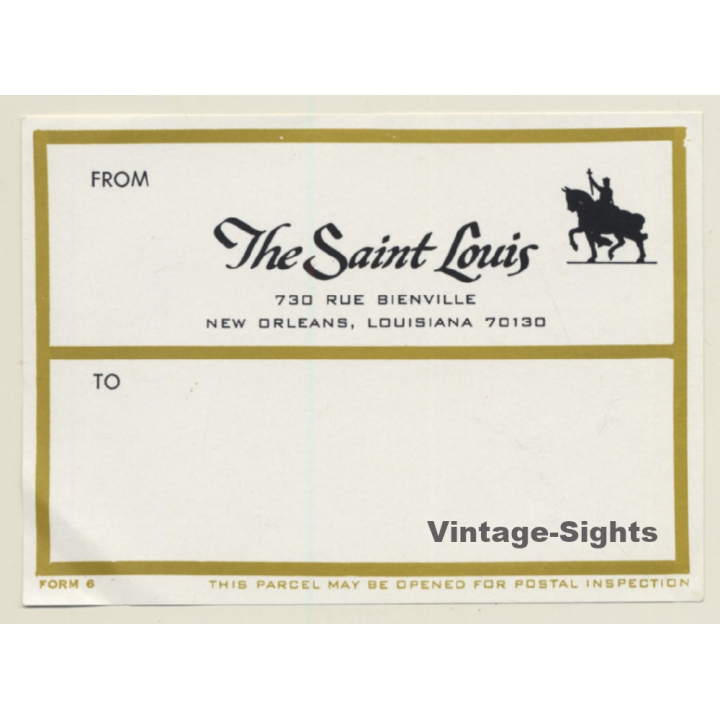 FROM
The Saint Louis
730 RUE BIENVILLE
NEW ORLEANS, LOUISIANA 70130
TO
Vintage-Sights
FORM 6
THIS PARCEL MAY BE OPENED FOR POSTAL INSPECTION